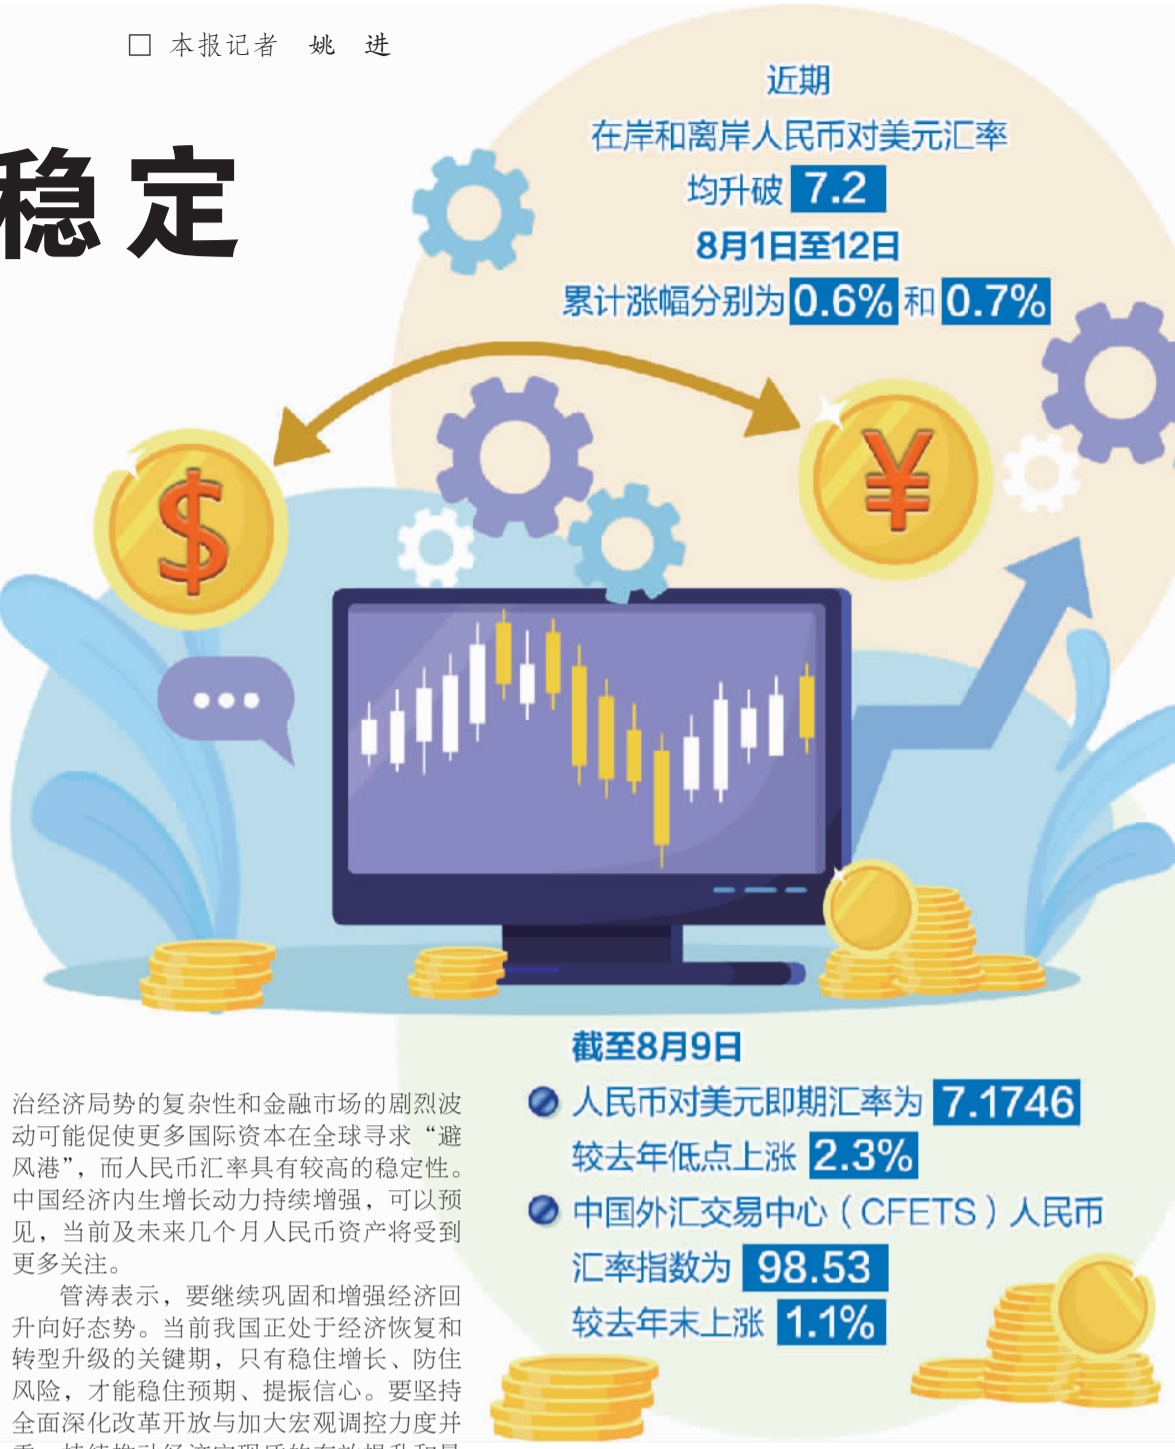 □ 本报记者 姚 进
稳定
近期
在岸和离岸人民币对美元汇率
均升破 7.2
8月1日至12日
累计涨幅分别为 0.6% 和 0.7%
$
¥
治经济局势的复杂性和金融市场的剧烈波
动可能促使更多国际资本在全球寻求“避
风港”，而人民币汇率具有较高的稳定性。
中国经济内生增长动力持续增强，可以预
见，当前及未来几个月人民币资产将受到
更多关注。
管涛表示，要继续巩固和增强经济回
升向好态势。当前我国正处于经济恢复和
转型升级的关键期，只有稳住增长、防住
风险，才能稳住预期、提振信心。要坚持
全面深化改革开放与加大宏观调控力度并
截至8月9日
人民币对美元即期汇率为 7.1746
较去年低点上涨 2.3%
中国外汇交易中心（CFETS）人民币
汇率指数为 98.53
较去年末上涨 1.1%